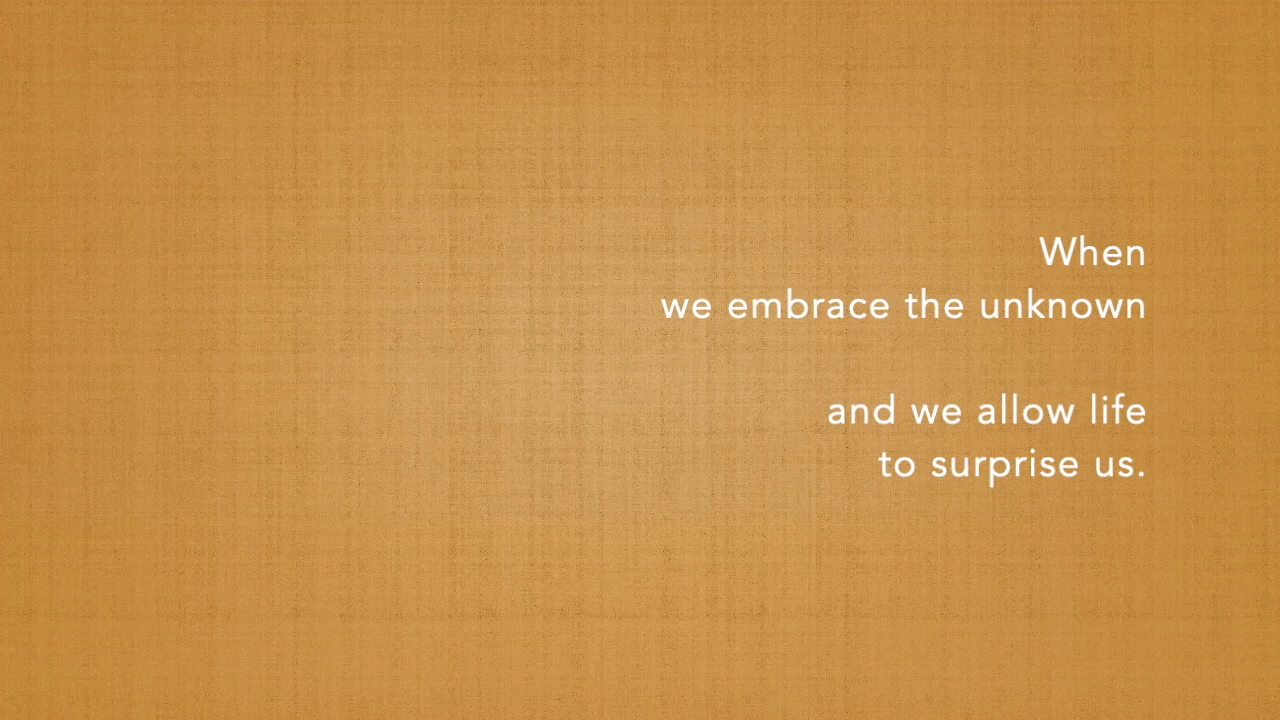 When
we embrace the unknown
and we allow life
to surprise us.